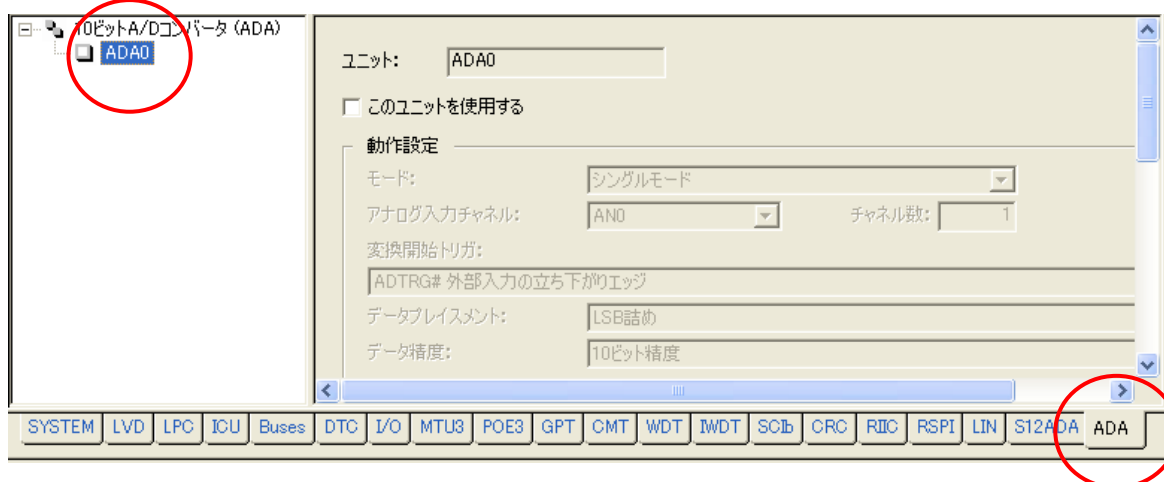 10ビットA/Dコンバータ (ADA)
ADA0
ユニット: ADA0
このユニットを使用する
動作設定
モード: シングルモード
アナログ入力チャネル: AN0 チャネル数: 1
変換開始トリガ:
ADTRG# 外部入力の立ち下がりエッジ
データプレイスメント: LSB詰め
データ精度: 10ビット精度
SYSTEM LVD LPC ICU Buses DTC I/O MTU3 POE3 GPT CMT WDT IWDT SCIb CRC RIIC RSPI LIN S12ADA ADA